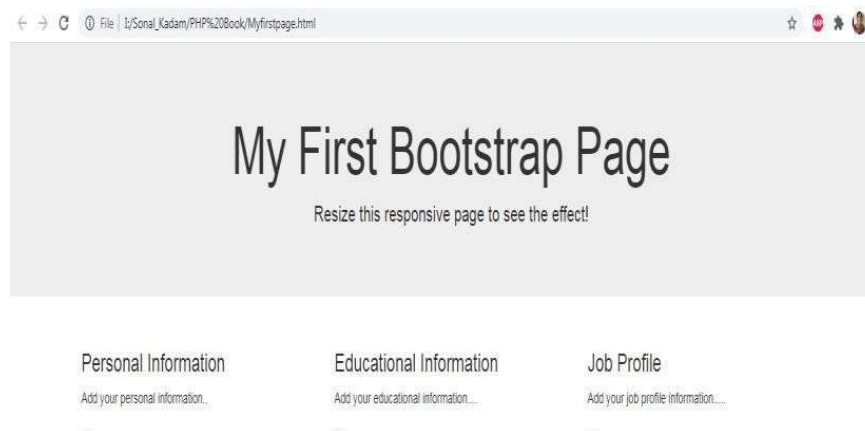 File | I:/Sonal_Kadam/PHP%20Book/Myfirstpage.html
ABP
My First Bootstrap Page
Resize this responsive page to see the effect!
Personal Information Educational Information Job Profile
Add your personal information.. Add your educational information.... Add your job profile information.....